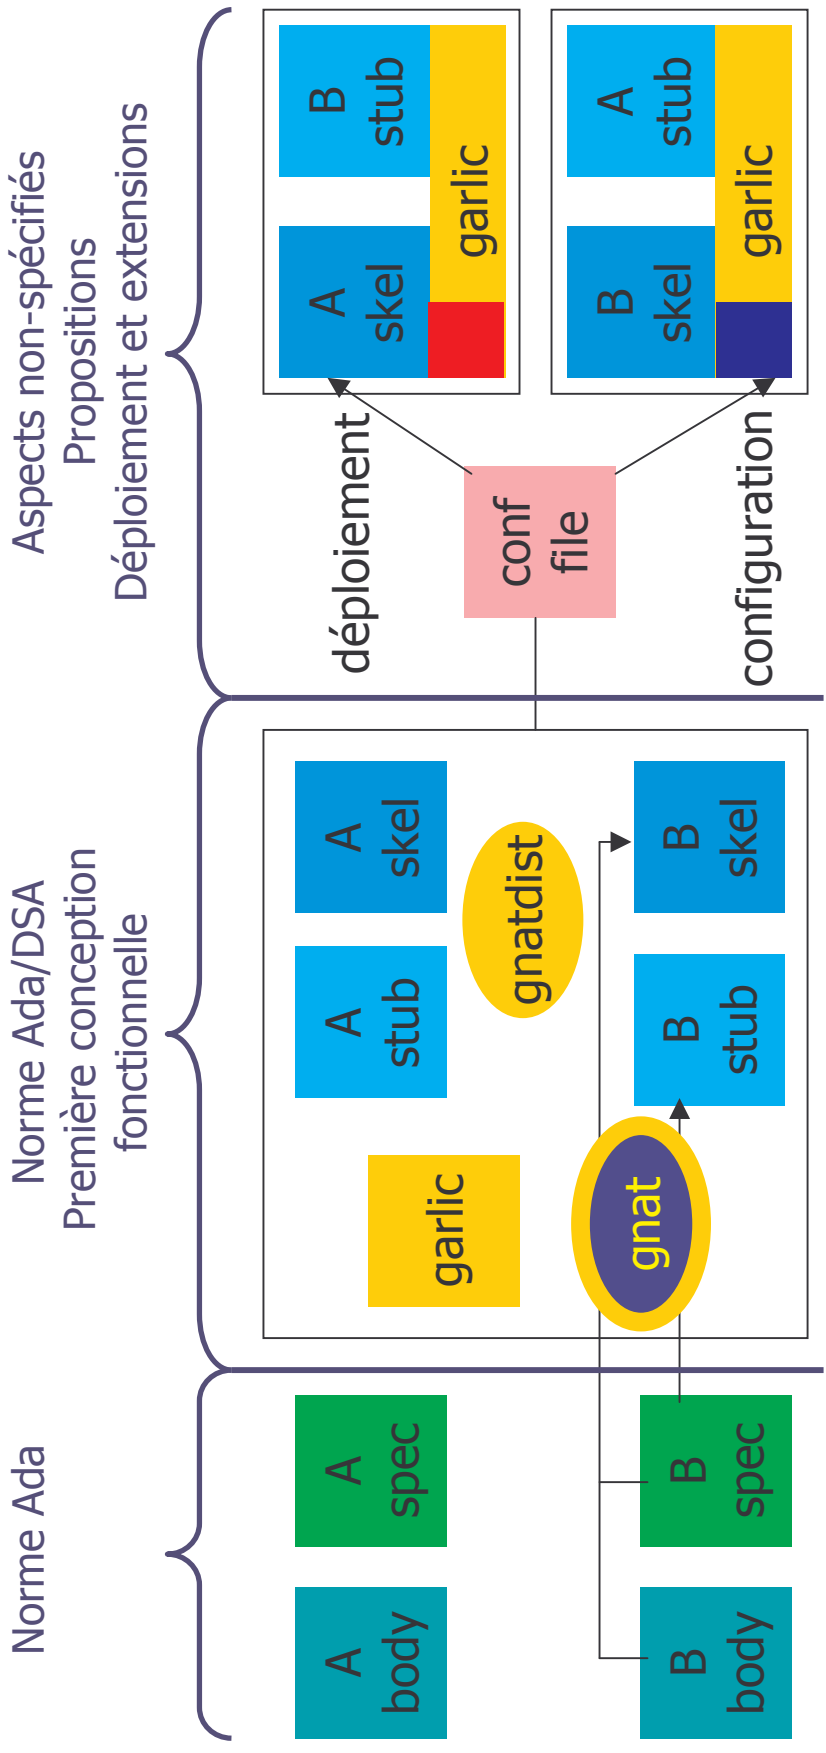 Norme Ada
Norme Ada/DSA
Première conception
fonctionnelle
Aspects non-spécifiés
Propositions
Déploiement et extensions
A
body
A
spec
B
body
B
spec
garlic
A
stub
A
skel
gnatdist
gnat
B
stub
B
skel
déploiement
conf
file
configuration
A
skel
B
stub
garlic
B
skel
A
stub
garlic